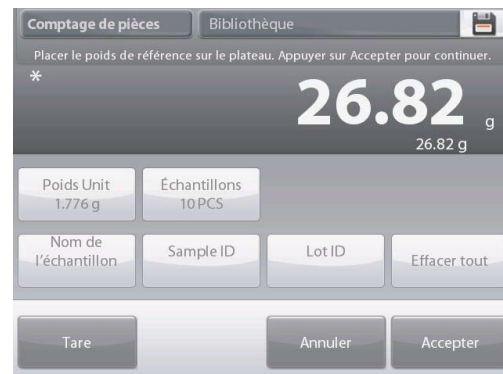 Comptage de pièces
Bibliothèque
Placer le poids de référence sur le plateau. Appuyer sur Accepter pour continuer.
*
26.82 g
26.82 g
Poids Unit
1.776 g
Échantillons
10 PCS
Nom de
l'échantillon
Sample ID
Lot ID
Effacer tout
Tare
Annuler
Accepter